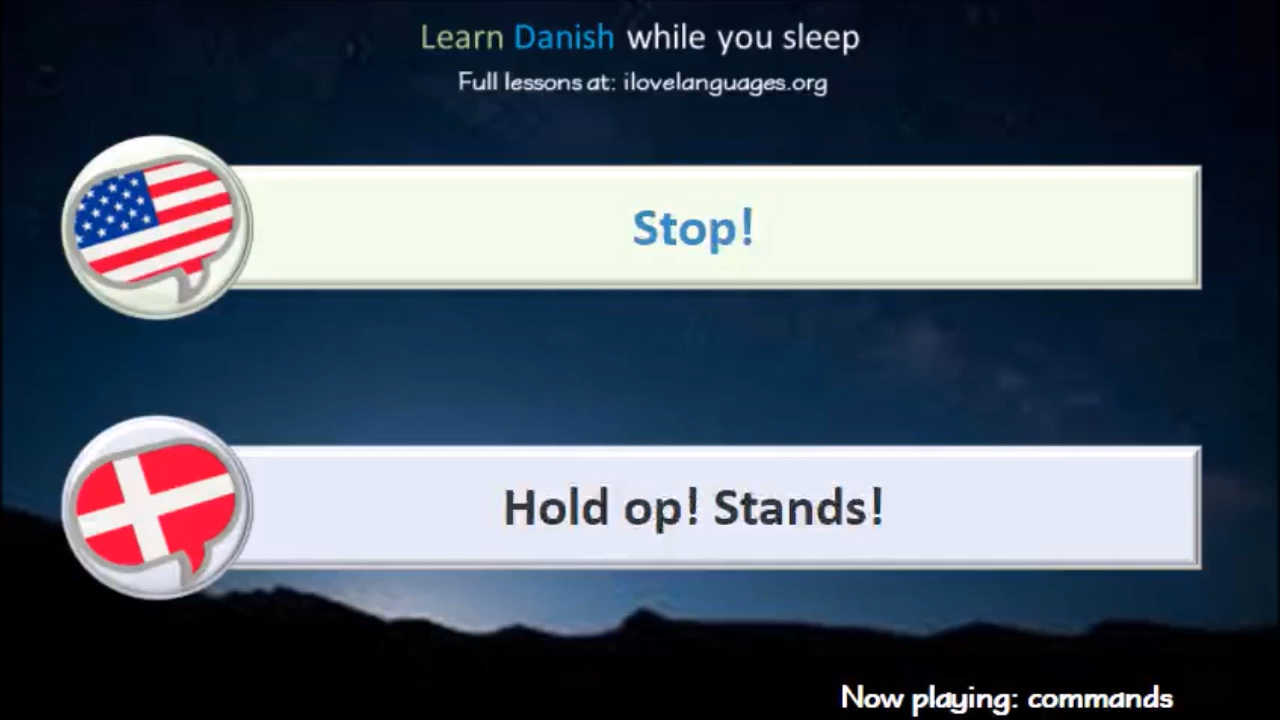 Learn Danish while you sleep
Full lessons at: ilovelanguages.org
Stop!
Hold op! Stands!
Now playing: commands